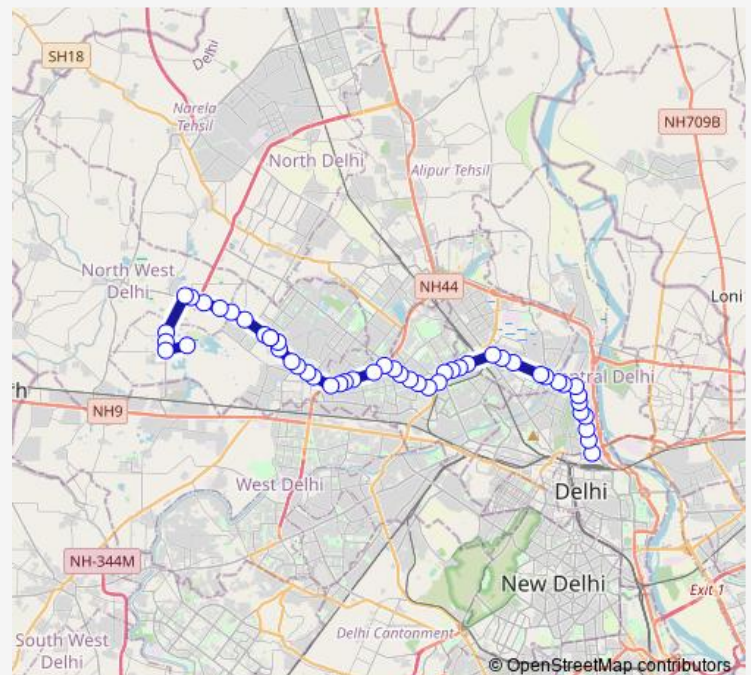 SH18
Delhi
Narela
Tehsil
NH709B
North Delhi
Alipur Tehsil
North West
Delhi
NH44
Loni
Central Delhi
NH9
West Delhi
Delhi
NH-344M
New Delhi
Exit 1
South West
Delhi
Delhi Cantonment
© OpenStreetMap contributors